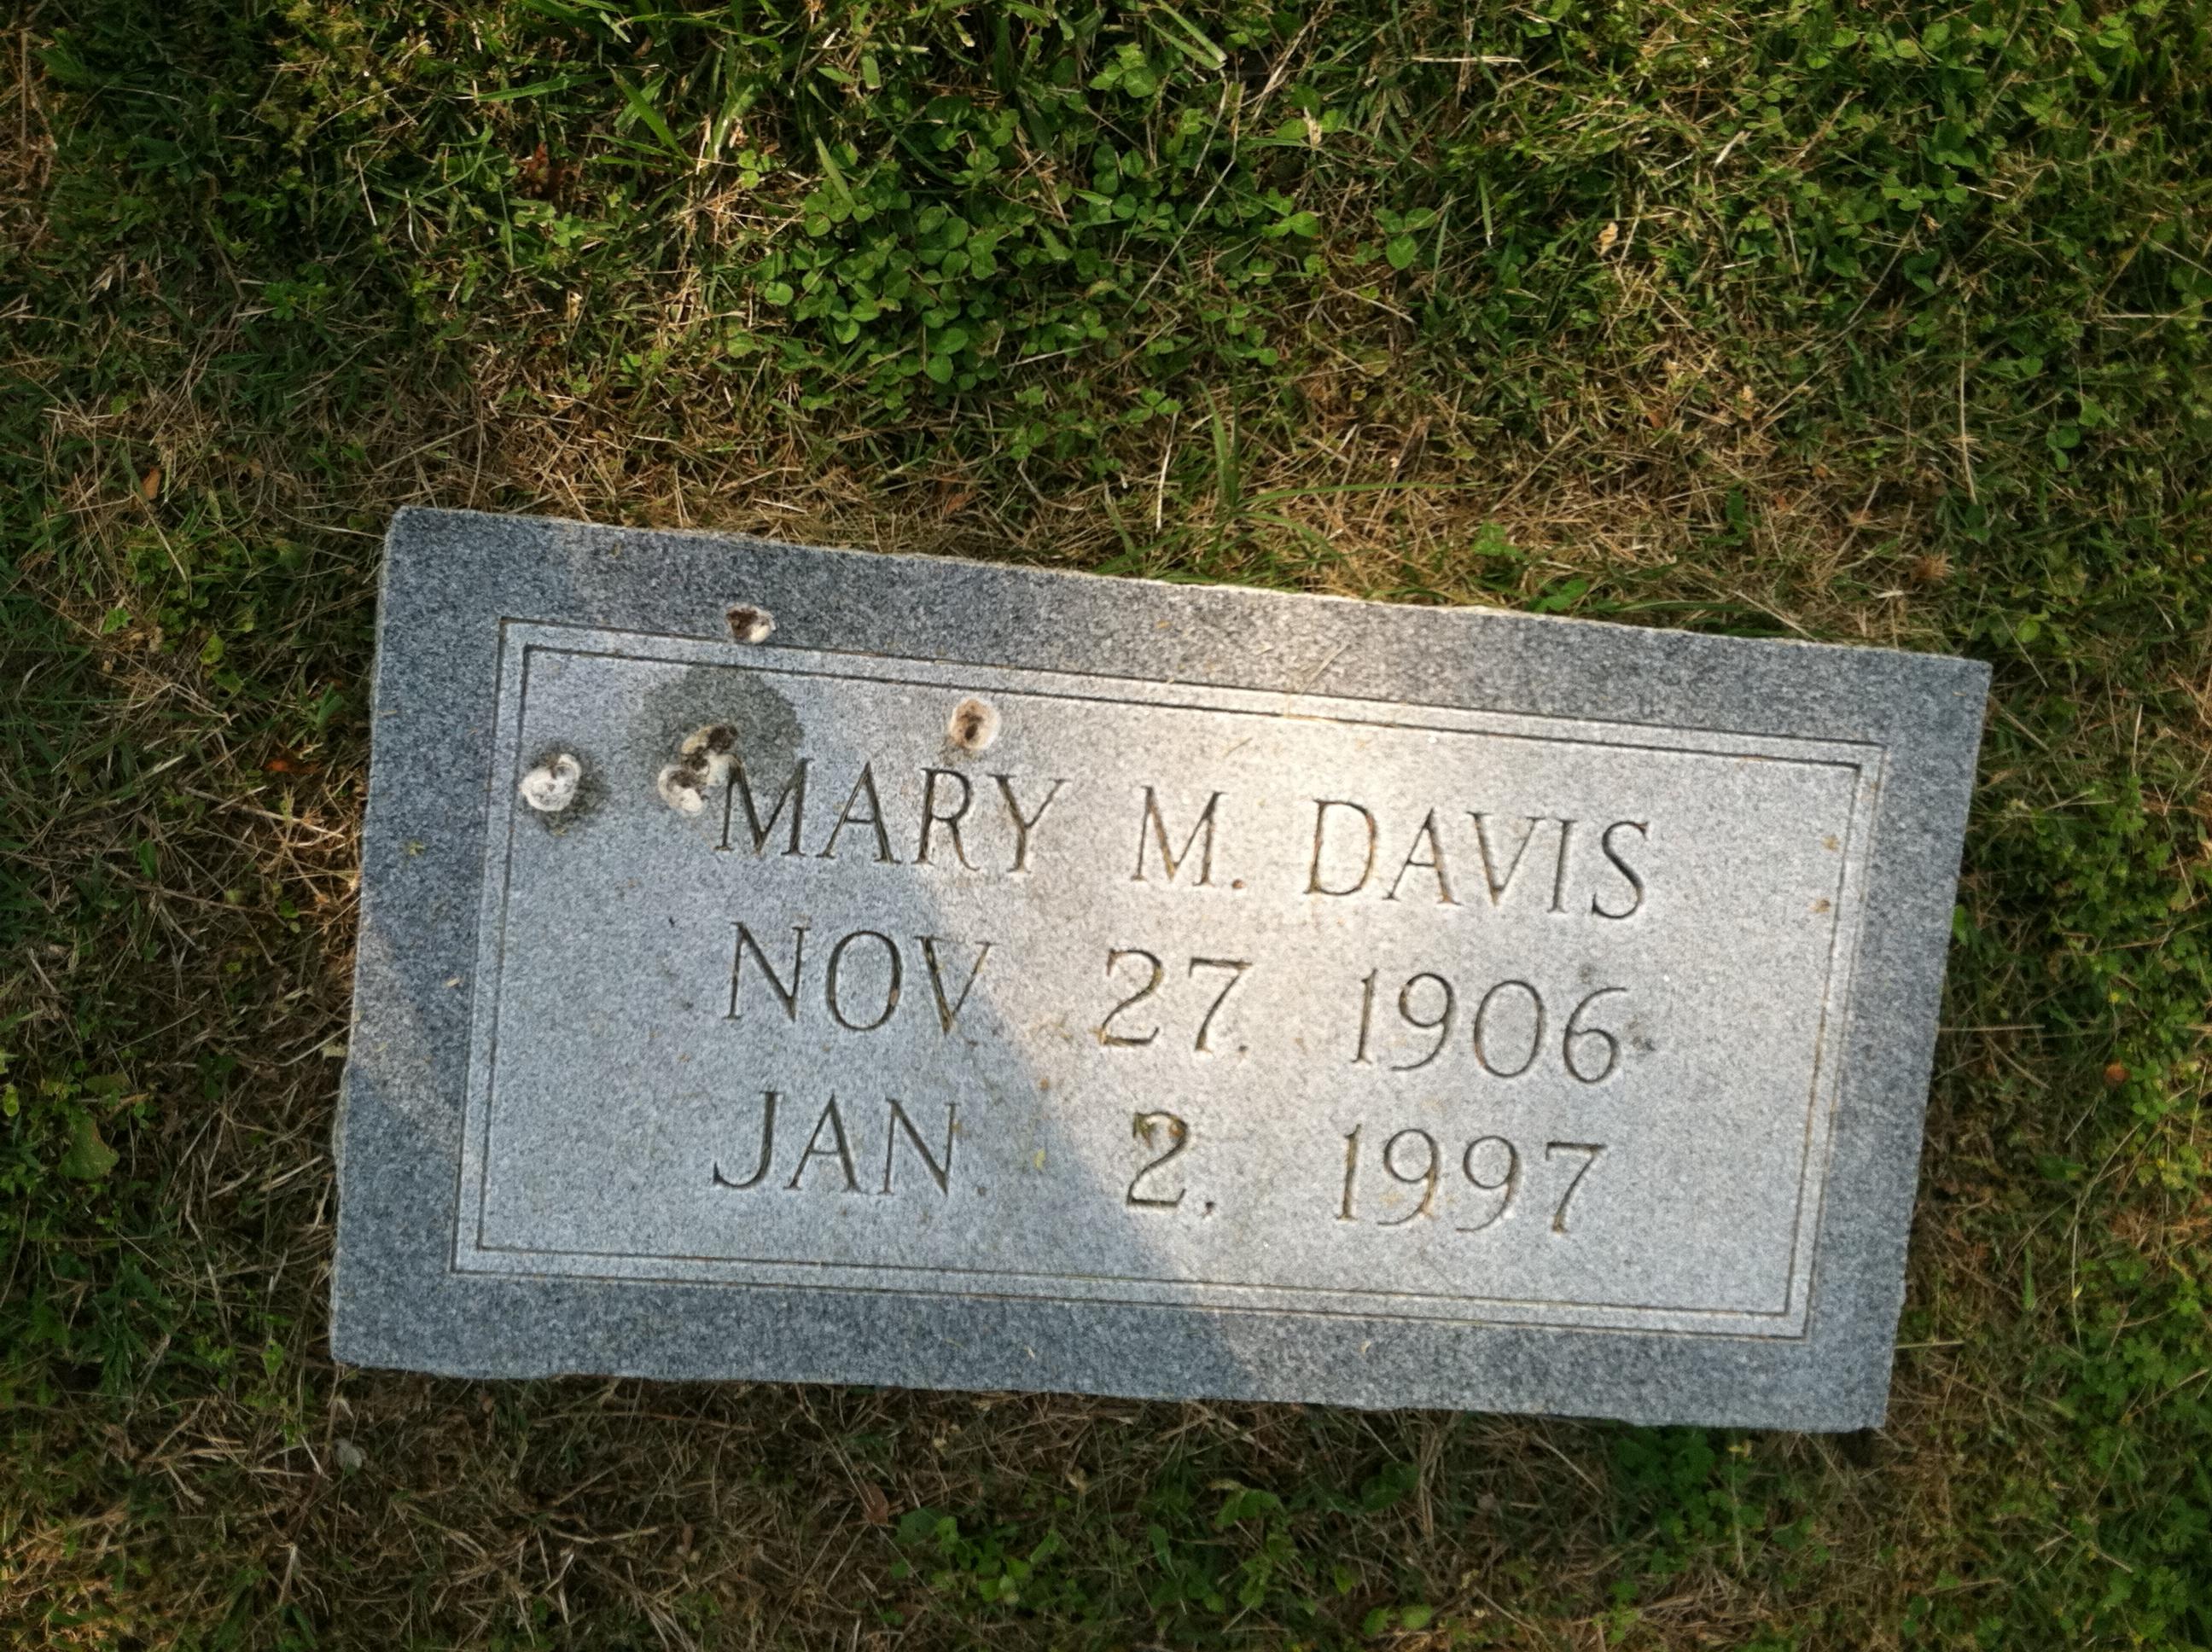 MARY M. DAVIS
NOV 27. 1906
JAN. 2, 1997